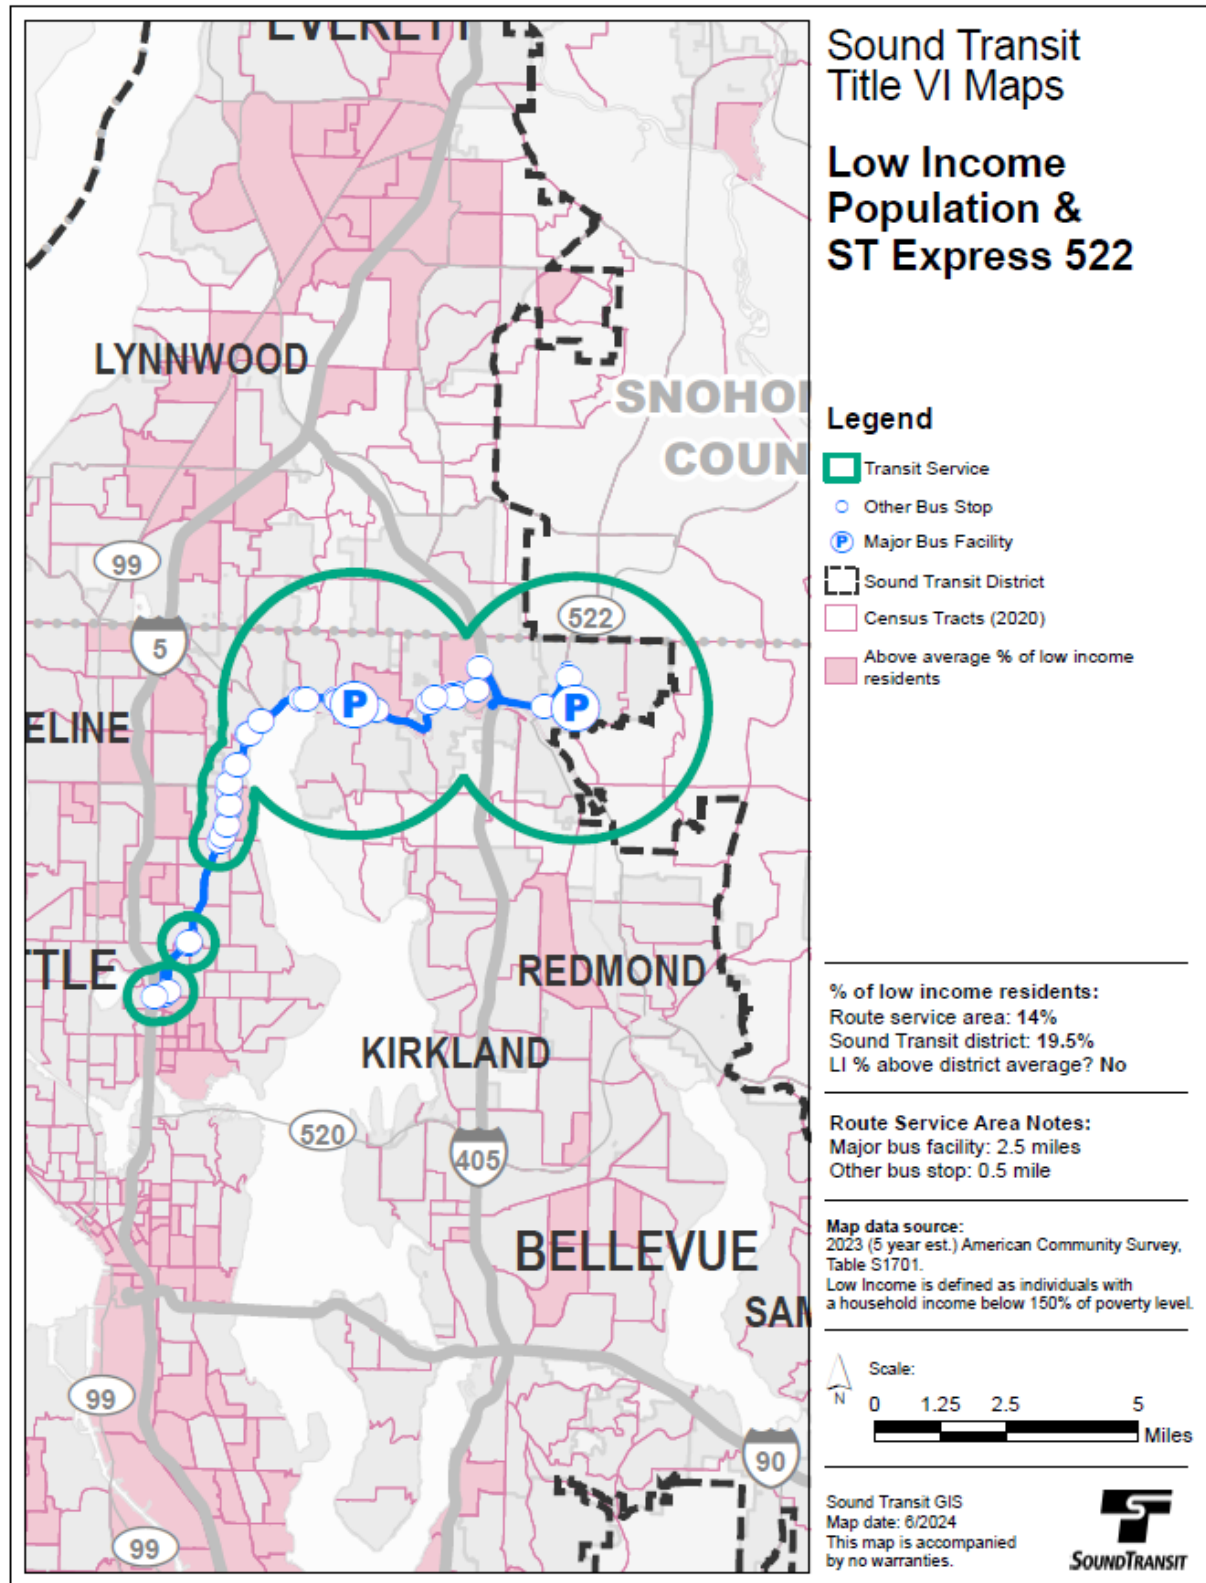 Sound Transit
Title VI Maps
Low Income
Population &
ST Express 522
Legend
Transit Service
Other Bus Stop
P Major Bus Facility
Sound Transit District
Census Tracts (2020)
Above average % of low income
residents
% of low income residents:
Route service area: 14%
Sound Transit district: 19.5%
LI % above district average? No
Route Service Area Notes:
Major bus facility: 2.5 miles
Other bus stop: 0.5 mile
Map data source:
2023 (5 year est.) American Community Survey,
Table S1701.
Low Income is defined as individuals with
a household income below 150% of poverty level.
Scale:
N
0 1.25 2.5 5
Miles
Sound Transit GIS
Map date: 6/2024
This map is accompanied
by no warranties.
SOUNDTRANSIT
EVERETT
LYNNWOOD
SNOHO
COUN
99
522
5
P
P
ELINE
TTLE
REDMOND
KIRKLAND
520
405
BELLEVUE
SAM
99
90
99